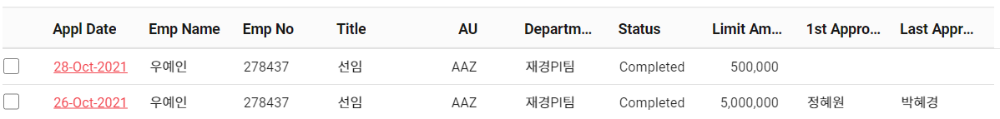 Appl Date Emp Name Emp No Title AU Departm... Status Limit Am... 1st Appro... Last Appr...
28-Oct-2021 우예인 278437 선임 AAZ 재경PI팀 Completed 500,000
26-Oct-2021 우예인 278437 선임 AAZ 재경PI팀 Completed 5,000,000 정혜원 박혜경